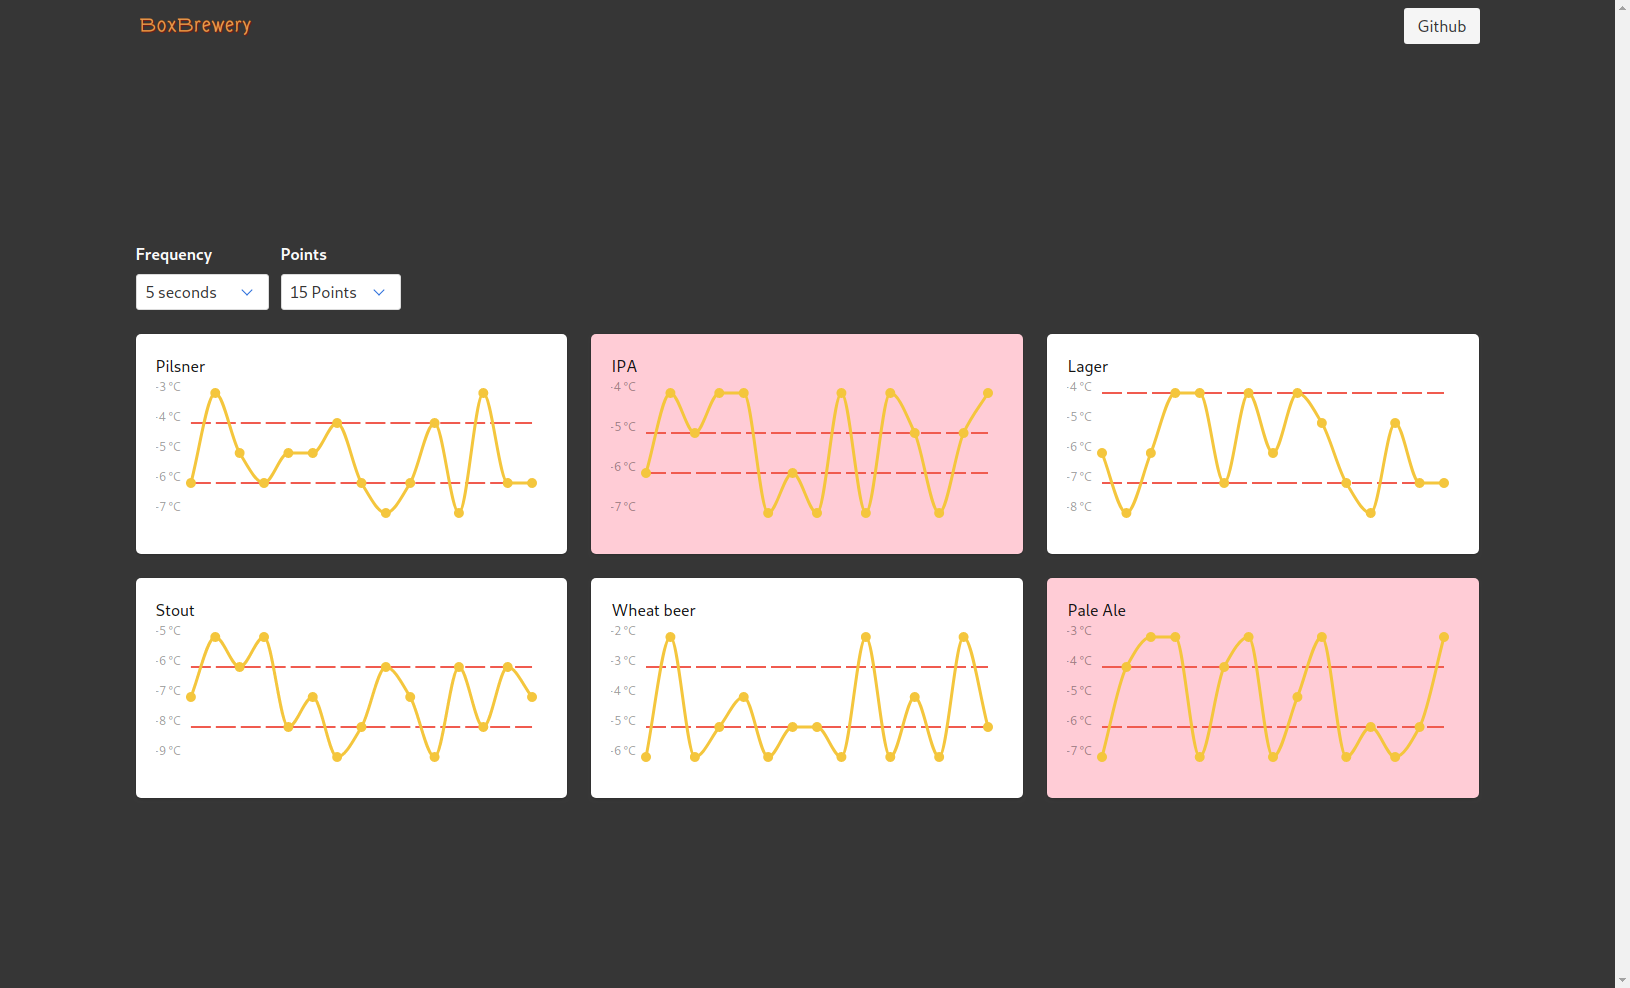 BoxBrewery
Github
Frequency
Points
5 seconds
15 Points
Pilsner
-3 °C
-4 °C
-5 °C
-6 °C
-7 °C
IPA
-4 °C
-5 °C
-6 °C
-7 °C
Lager
-4 °C
-5 °C
-6 °C
-7 °C
-8 °C
Stout
-5 °C
-6 °C
-7 °C
-8 °C
-9 °C
Wheat beer
-2 °C
-3 °C
-4 °C
-5 °C
-6 °C
Pale Ale
-3 °C
-4 °C
-5 °C
-6 °C
-7 °C